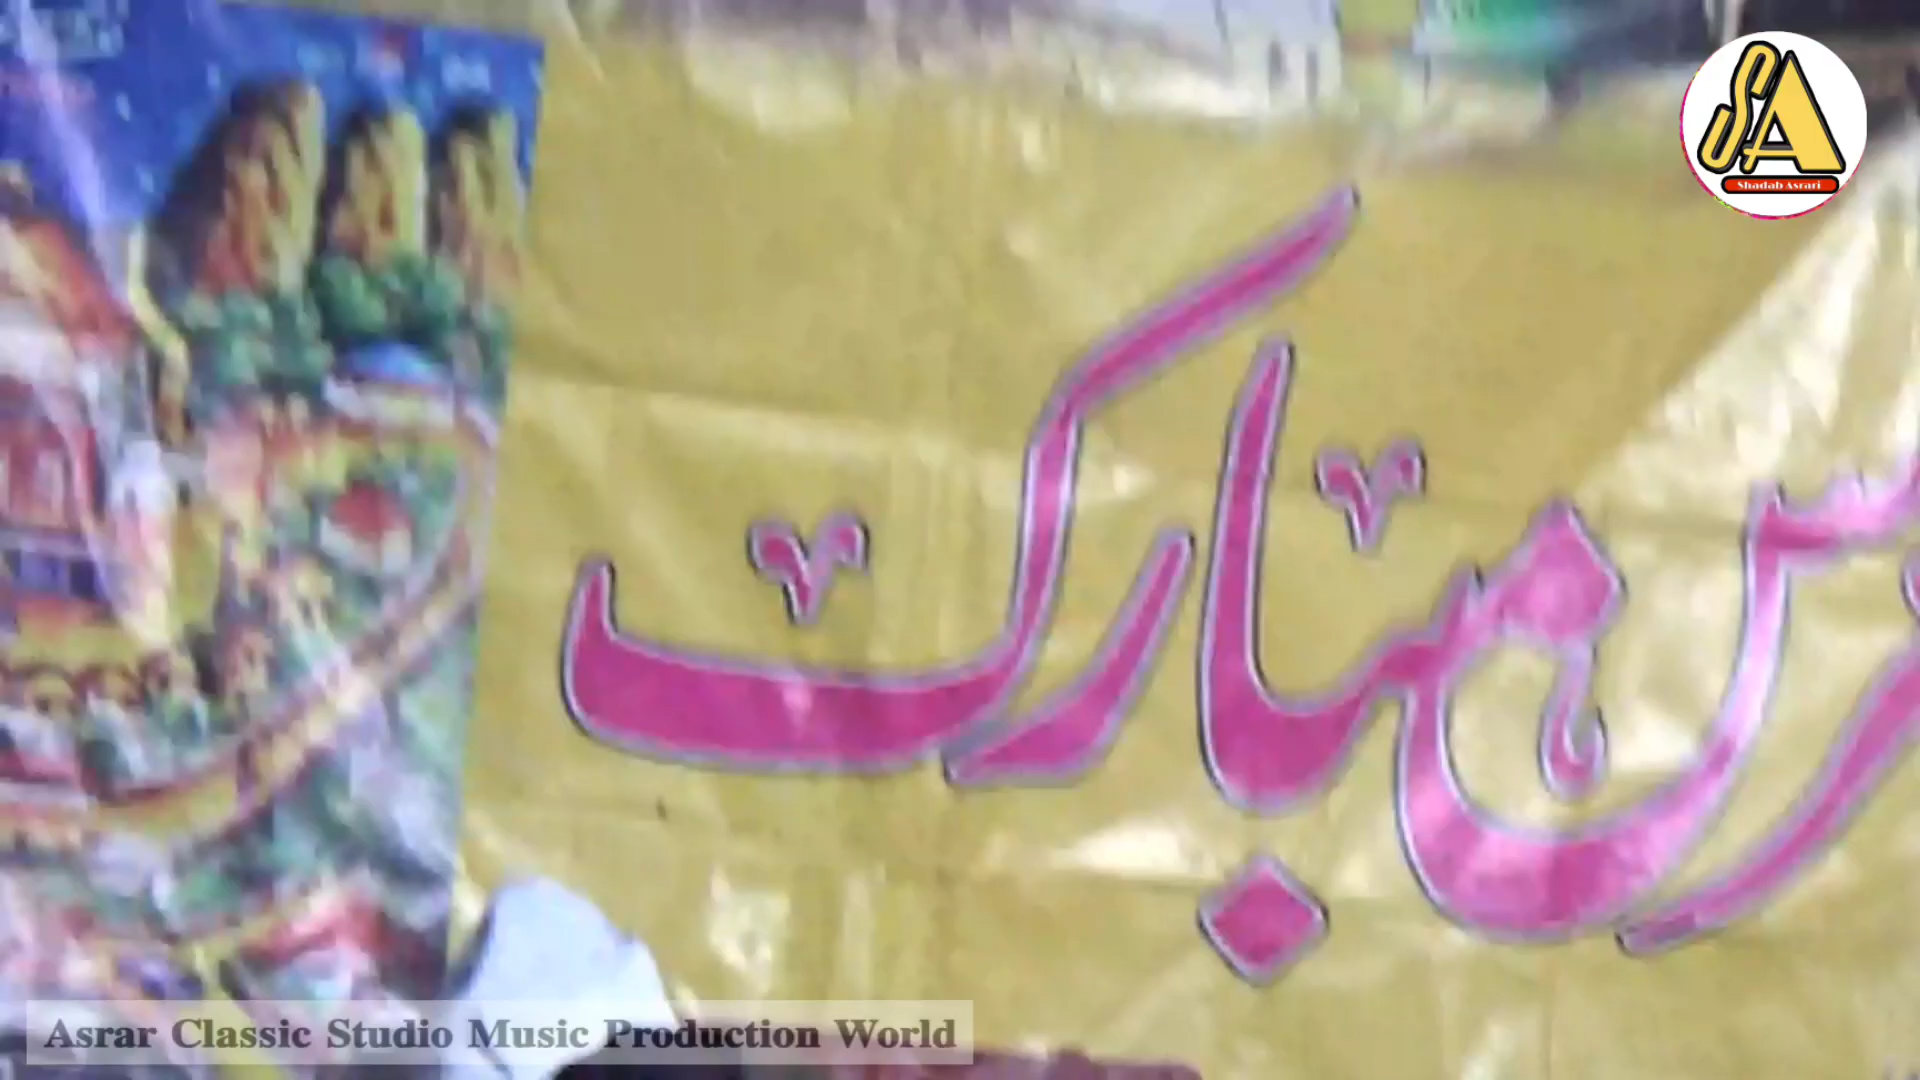 SA
Shadab Asrari
مبارک
Asrar Classic Studio Music Production World